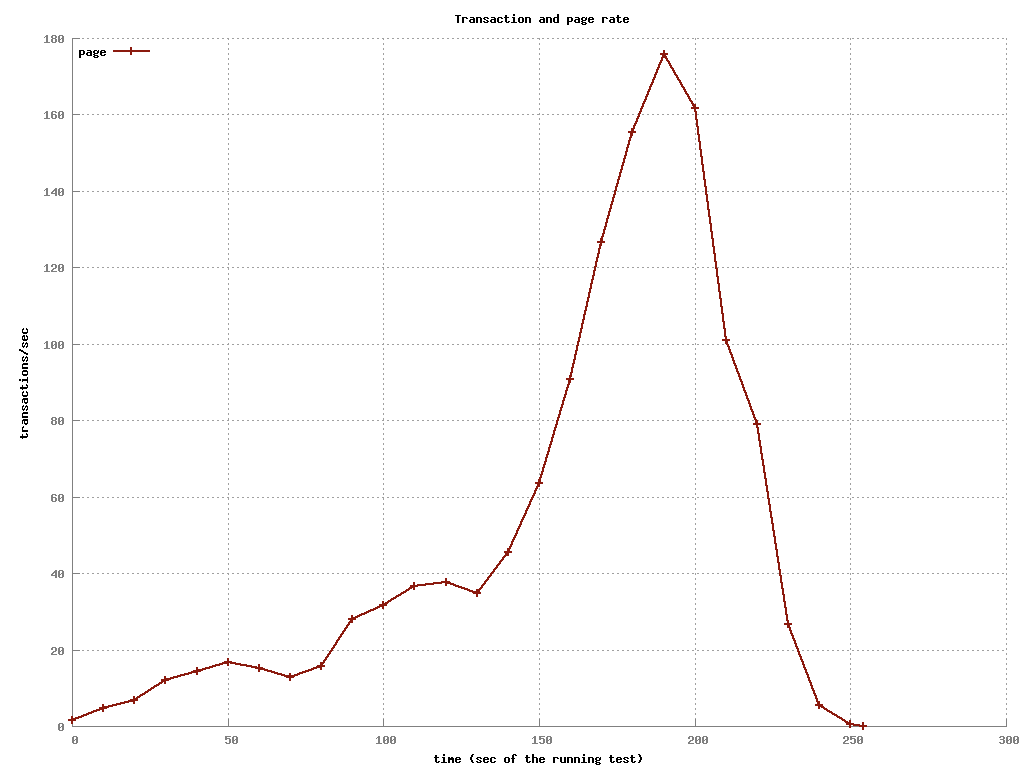 Transaction and page rate
180
page
160
140
120
100
80
60
40
20
0
0 50 100 150 200 250 300
transactions/sec
time (sec of the running test)